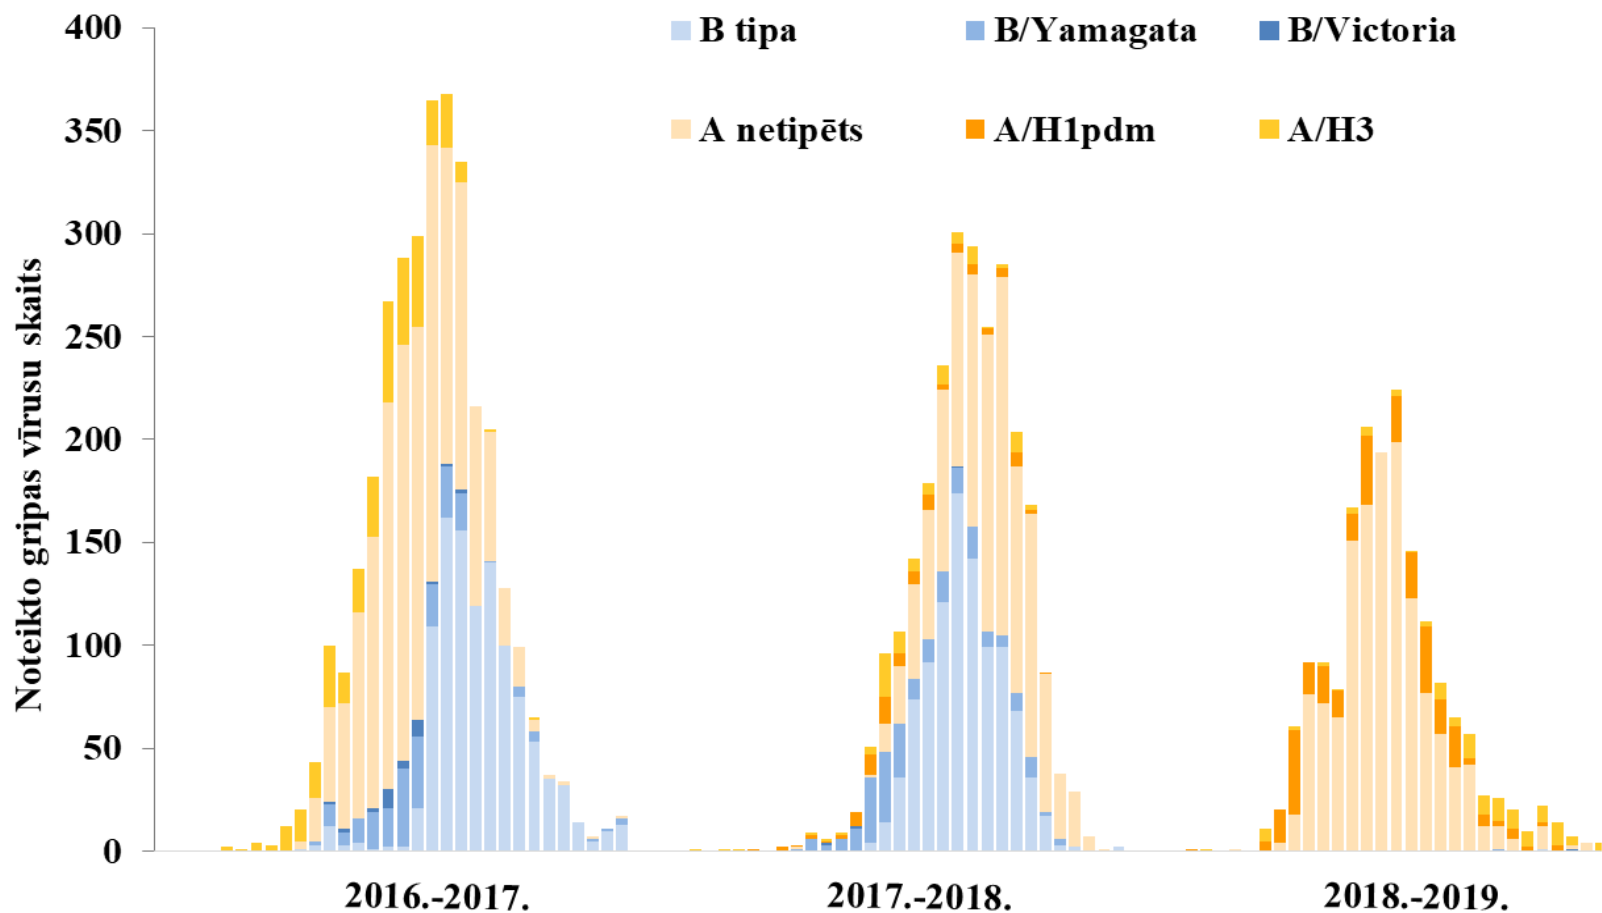 400
350
300
250
200
150
100
50
0
Noteikto gripas vīrusu skaits
B tipa
B/Yamagata
B/Victoria
A netipēts
A/H1pdm
A/H3
2016.-2017.
2017.-2018.
2018.-2019.